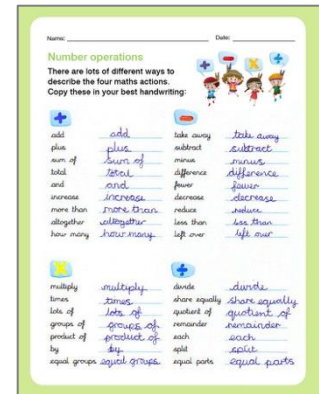 Name: Date:
Number operations
There are lots of different ways to
describe the four maths actions.
Copy these in your best handwriting:
+
add add
plus plus
sum of sum of
total total
and and
increase increase
more than more than
altogether altogether
how many how many
−
take away take away
subtract subtract
minus minus
difference difference
fewer fewer
decrease decrease
reduce reduce
less than less than
left over left over
×
multiply multiply
times times
lots of lots of
groups of groups of
product of product of
by by
equal groups equal groups
÷
divide divide
share equally share equally
quotient of quotient of
remainder remainder
each each
split split
equal parts equal parts